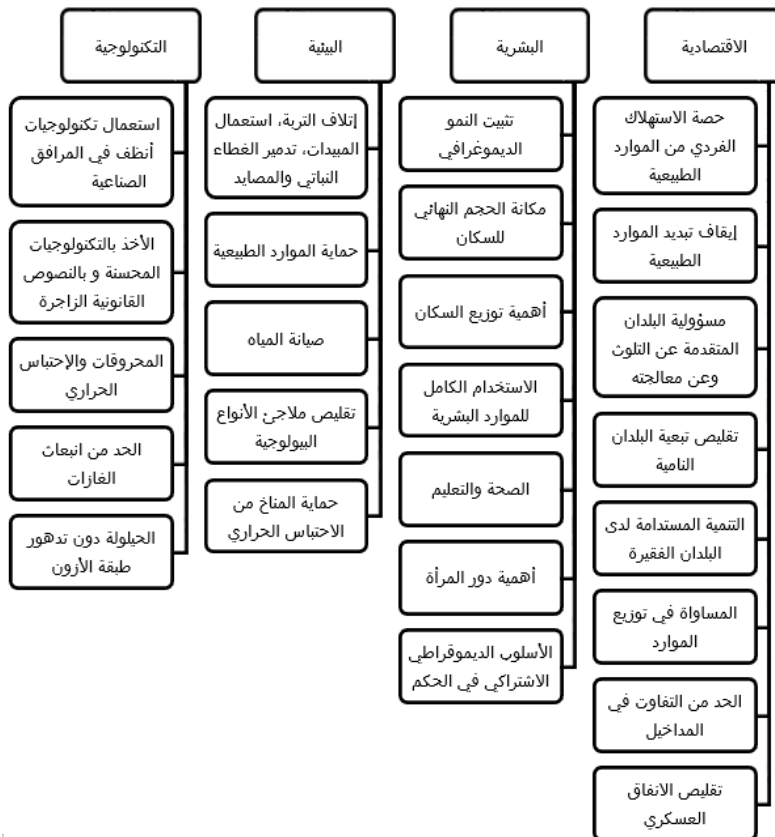 الاقتصادية
حصة الاستهلاك
الفردي من الموارد
الطبيعية
إيقاف تبديد الموارد
الطبيعية
مسؤولية البلدان
المتقدمة عن التلوث
وعن معالجته
تقليص تبعية البلدان
النامية
التنمية المستدامة لدى
البلدان الفقيرة
المساواة في توزيع
الموارد
الحد من التفاوت في
المداخيل
تقليص الانفاق
العسكري
البشرية
تثبيت النمو
الديموغرافي
مكانة الحجم النهائي
للسكان
أهمية توزيع السكان
الاستخدام الكامل
للموارد البشرية
الصحة والتعليم
أهمية دور المرأة
الأسلوب الديموقراطي
الاشتراكي في الحكم
البيئية
إتلاف التربة، استعمال
المبيدات، تدمير الغطاء
النباتي والمصايد
حماية الموارد الطبيعية
صيانة المياه
تقليص ملاجئ الأنواع
البيولوجية
حماية المناخ من
الاحتباس الحراري
التكنولوجية
استعمال تكنولوجيات
أنظف في المرافق
الصناعية
الأخذ بالتكنولوجيات
المحسنة و بالنصوص
القانونية الزاجرة
المحروقات والإحتباس
الحراري
الحد من انبعاث
الغازات
الحيلولة دون تدهور
طبقة الأزون